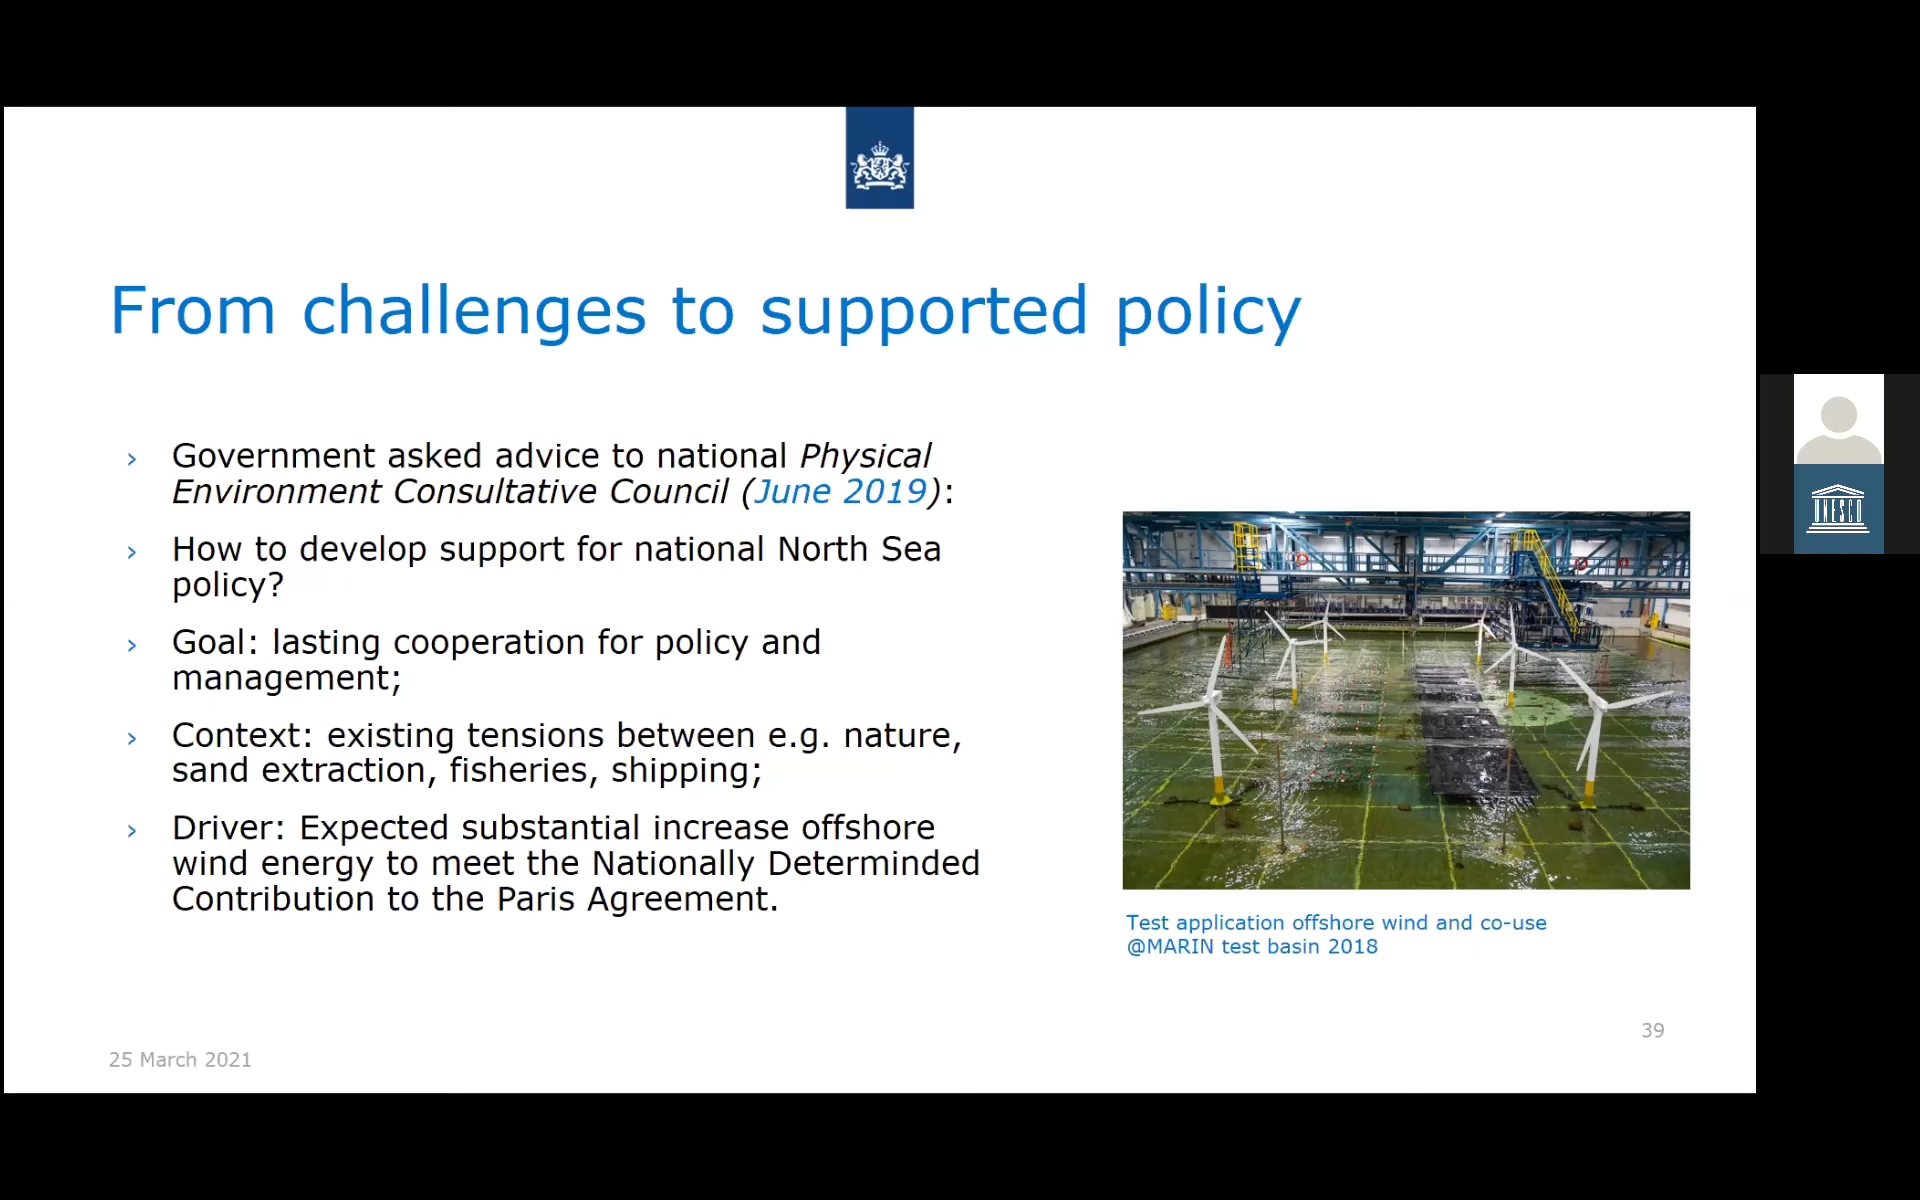 From challenges to supported policy
› Government asked advice to national Physical
Environment Consultative Council (June 2019):
› How to develop support for national North Sea
policy?
› Goal: lasting cooperation for policy and
management;
› Context: existing tensions between e.g. nature,
sand extraction, fisheries, shipping;
› Driver: Expected substantial increase offshore
wind energy to meet the Nationally Determinded
Contribution to the Paris Agreement.
Test application offshore wind and co-use
@MARIN test basin 2018
39
25 March 2021
UNESCO